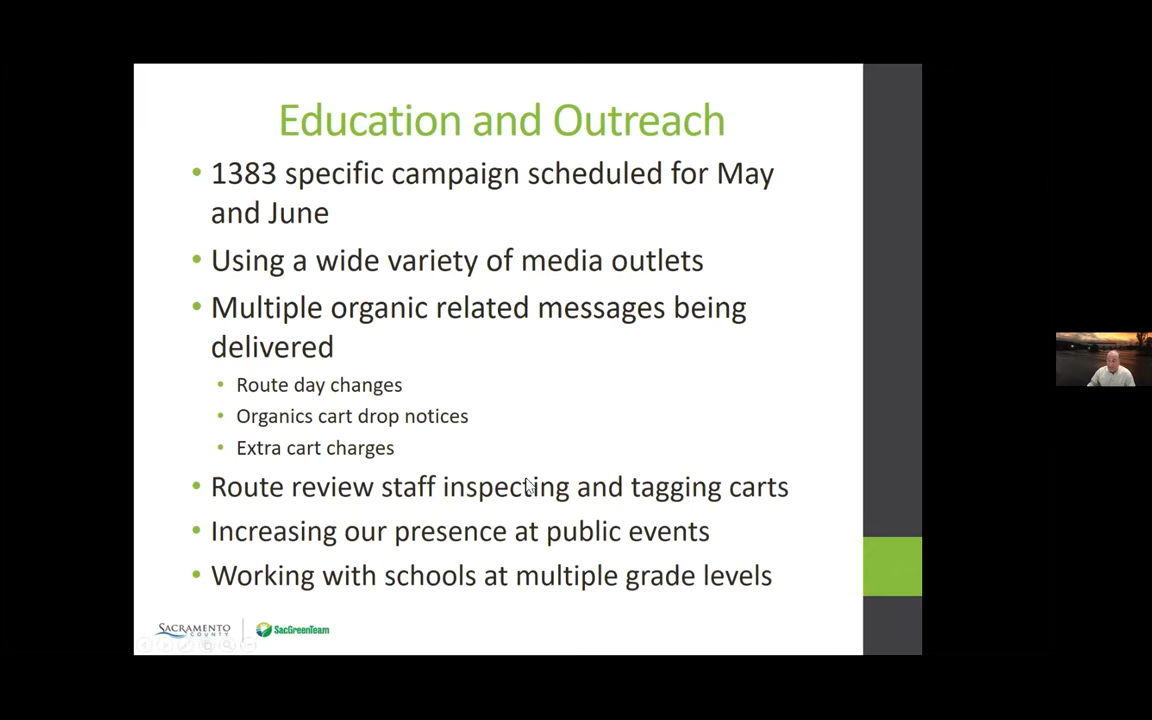 Education and Outreach
• 1383 specific campaign scheduled for May
and June
• Using a wide variety of media outlets
• Multiple organic related messages being
delivered
• Route day changes
• Organics cart drop notices
• Extra cart charges
• Route review staff inspecting and tagging carts
• Increasing our presence at public events
• Working with schools at multiple grade levels
SACRAMENTO
COUNTY
SacGreenTeam